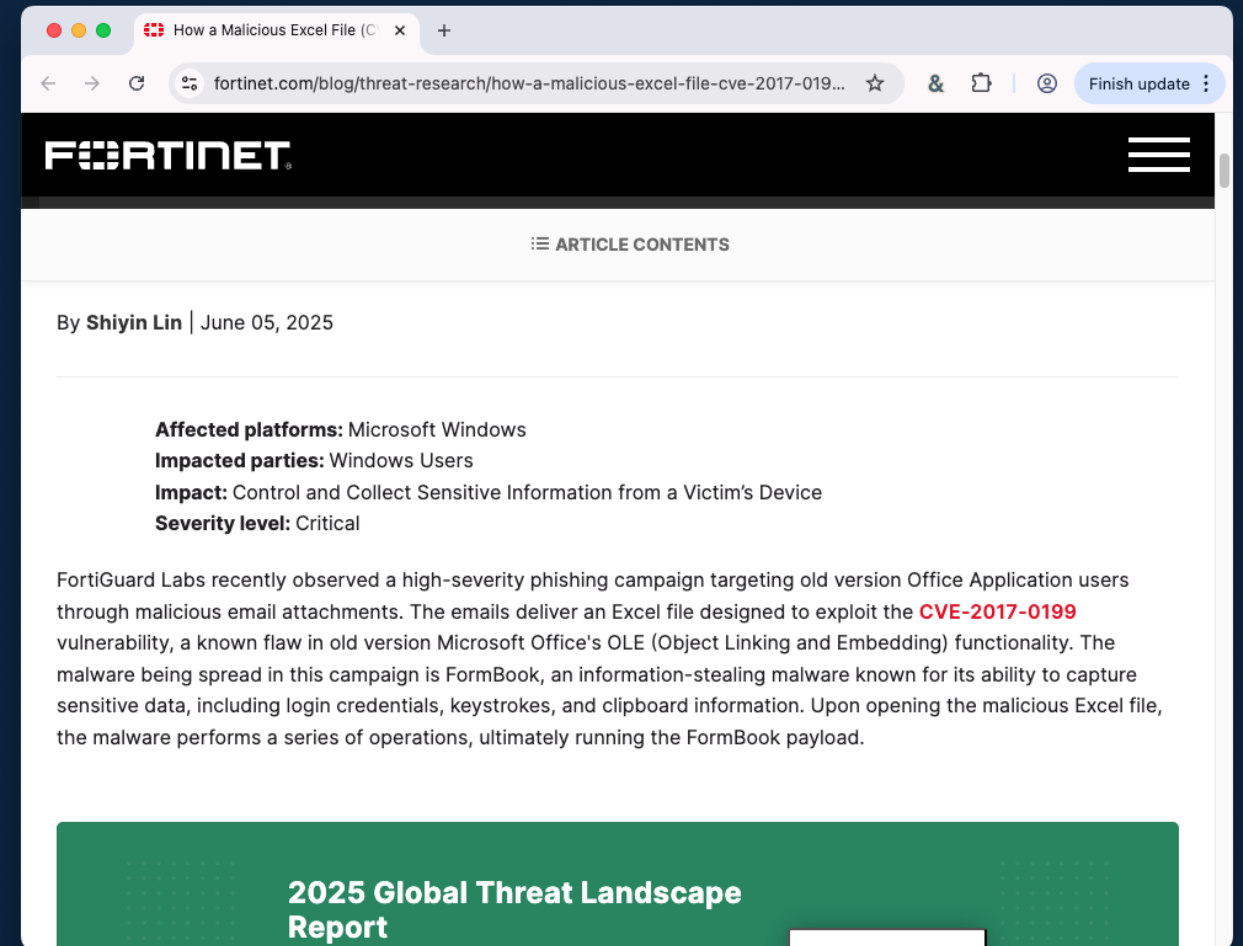 How a Malicious Excel File (C
fortinet.com/blog/threat-research/how-a-malicious-excel-file-cve-2017-019...
Finish update
FORTINET
ARTICLE CONTENTS
By Shiyin Lin | June 05, 2025
Affected platforms: Microsoft Windows
Impacted parties: Windows Users
Impact: Control and Collect Sensitive Information from a Victim's Device
Severity level: Critical
FortiGuard Labs recently observed a high-severity phishing campaign targeting old version Office Application users
through malicious email attachments. The emails deliver an Excel file designed to exploit the CVE-2017-0199
vulnerability, a known flaw in old version Microsoft Office's OLE (Object Linking and Embedding) functionality. The
malware being spread in this campaign is FormBook, an information-stealing malware known for its ability to capture
sensitive data, including login credentials, keystrokes, and clipboard information. Upon opening the malicious Excel file,
the malware performs a series of operations, ultimately running the FormBook payload.
2025 Global Threat Landscape
Report